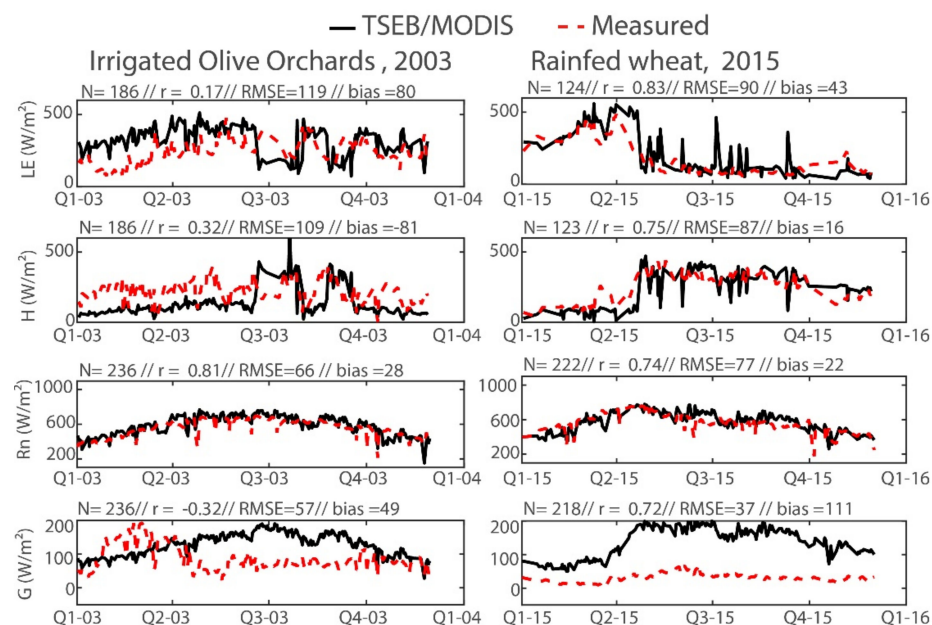 TSEB/MODIS Measured
Irrigated Olive Orchards , 2003
Rainfed wheat, 2015
N= 186 // r = 0.17// RMSE=119 // bias =80
500
0
LE (W/m²)
Q1-03 Q2-03 Q3-03 Q4-03 Q1-04
N= 124// r = 0.83// RMSE=90 // bias =43
500
0
Q1-15 Q2-15 Q3-15 Q4-15 Q1-16
N= 186 // r = 0.32// RMSE=109 // bias =-81
500
0
H (W/m²)
Q1-03 Q2-03 Q3-03 Q4-03 Q1-04
N= 123 // r = 0.75// RMSE=87 // bias =16
500
0
Q1-15 Q2-15 Q3-15 Q4-15 Q1-16
N= 236 // r = 0.81// RMSE=66 // bias =28
1000
600
200
Rn (W/m²)
Q1-03 Q2-03 Q3-03 Q4-03 Q1-04
N= 222// r = 0.74// RMSE=77 // bias =22
1000
600
200
Q1-15 Q2-15 Q3-15 Q4-15 Q1-16
N= 236// r = -0.32// RMSE=57// bias=49
200
100
0
G (W/m²)
Q1-03 Q2-03 Q3-03 Q4-03 Q1-04
N= 218 // r = 0.72// RMSE=37 // bias=111
200
100
0
Q1-15 Q2-15 Q3-15 Q4-15 Q1-16